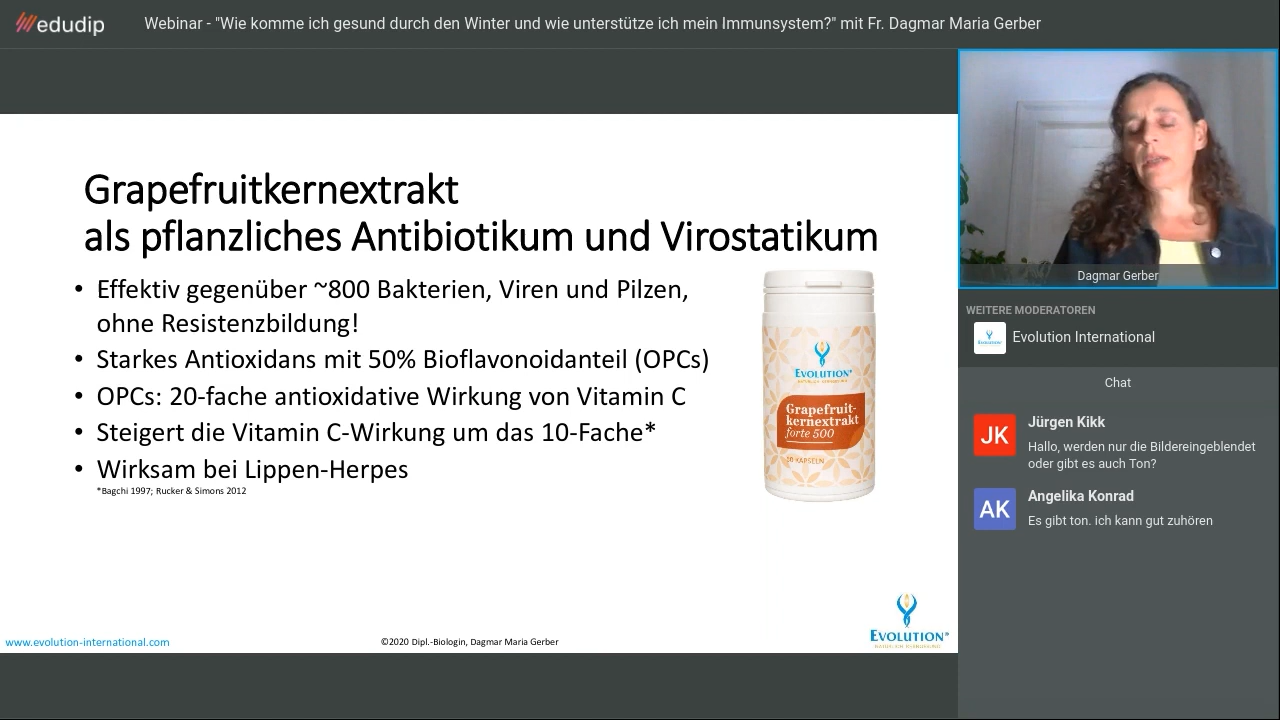 edudip
Webinar - "Wie komme ich gesund durch den Winter und wie unterstütze ich mein Immunsystem?" mit Fr. Dagmar Maria Gerber
Grapefruitkernextrakt
als pflanzliches Antibiotikum und Virostatikum
• Effektiv gegenüber ~800 Bakterien, Viren und Pilzen,
ohne Resistenzbildung!
• Starkes Antioxidans mit 50% Bioflavonoidanteil (OPCs)
• OPCs: 20-fache antioxidative Wirkung von Vitamin C
• Steigert die Vitamin C-Wirkung um das 10-Fache*
• Wirksam bei Lippen-Herpes
*Bagchi 1997; Rucker & Simons 2012
EVOLUTION®
Grapefruit-
kernextrakt
forte 500
KAPSELN
www.evolution-international.com
©2020 Dipl.-Biologin, Dagmar Maria Gerber
EVOLUTION®
Dagmar Gerber
WEITERE MODERATOREN
Evolution International
Chat
JK
Jürgen Kikk
Hallo, werden nur die Bildereingeblendet
oder gibt es auch Ton?
AK
Angelika Konrad
Es gibt ton. ich kann gut zuhören